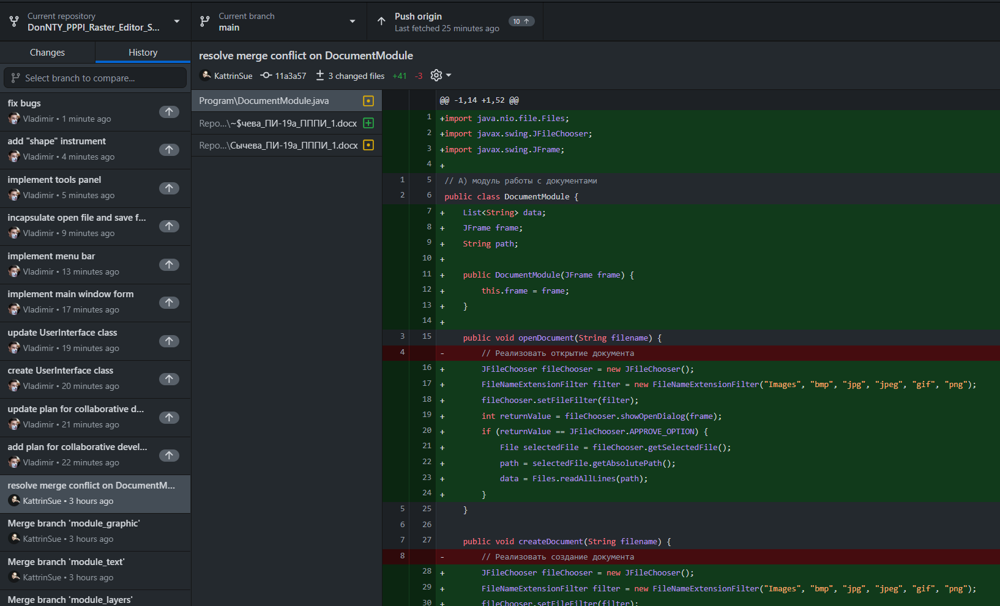 Current repository
DonNTY_PPPI_Raster_Editor_S...
Current branch
main
Push origin
Last fetched 25 minutes ago
10
Changes
History
Select branch to compare...
fix bugs
Vladimir • 1 minute ago
add "shape" instrument
Vladimir • 4 minutes ago
implement tools panel
Vladimir • 5 minutes ago
incapsulate open file and save f...
Vladimir • 9 minutes ago
implement menu bar
Vladimir • 13 minutes ago
implement main window form
Vladimir • 17 minutes ago
update UserInterface class
Vladimir • 19 minutes ago
create UserInterface class
Vladimir • 20 minutes ago
update plan for collaborative d...
Vladimir • 21 minutes ago
add plan for collaborative devel...
Vladimir • 22 minutes ago
resolve merge conflict on DocumentM...
KattrinSue • 3 hours ago
Merge branch 'module_graphic'
KattrinSue • 3 hours ago
Merge branch 'module_text'
KattrinSue • 3 hours ago
Merge branch 'module_layers'
resolve merge conflict on DocumentModule
KattrinSue 11a3a57 3 changed files +41 -3
Program\DocumentModule.java
Repo...\~$чева_ПИ-19а_ПППИ_1.docx
Repo...\Сычева_ПИ-19а_ПППИ_1.docx
@@ -1,14 +1,52 @@
1 +import java.nio.file.Files;
2 +import javax.swing.JFileChooser;
3 +import javax.swing.JFrame;
4 +
1 5 // А) модуль работы с документами
2 6 public class DocumentModule {
7 + List<String> data;
8 + JFrame frame;
9 + String path;
10 +
11 + public DocumentModule(JFrame frame) {
12 + this.frame = frame;
13 + }
14 +
3 15 public void openDocument(String filename) {
4 - // Реализовать открытие документа
16 + JFileChooser fileChooser = new JFileChooser();
17 + FileNameExtensionFilter filter = new FileNameExtensionFilter("Images", "bmp", "jpg", "jpeg", "gif", "png");
18 + fileChooser.setFileFilter(filter);
19 + int returnValue = fileChooser.showOpenDialog(frame);
20 + if (returnValue == JFileChooser.APPROVE_OPTION) {
21 + File selectedFile = fileChooser.getSelectedFile();
22 + path = selectedFile.getAbsolutePath();
23 + data = Files.readAllLines(path);
24 + }
5 25 }
6 26
7 27 public void createDocument(String filename) {
8 - // Реализовать создание документа
28 + JFileChooser fileChooser = new JFileChooser();
29 + FileNameExtensionFilter filter = new FileNameExtensionFilter("Images", "bmp", "jpg", "jpeg", "gif", "png");
30 + fileChooser.setFileFilter(filter);